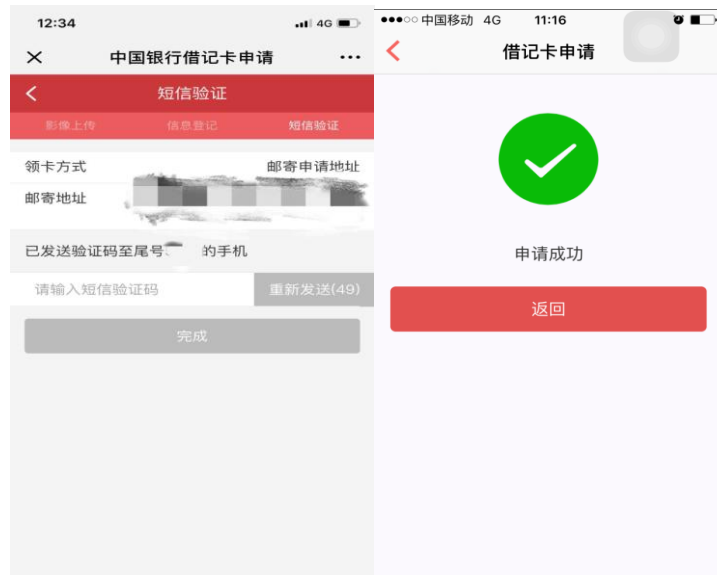 12:34
4G
中国银行借记卡申请
短信验证
影像上传
信息登记
短信验证
领卡方式
邮寄申请地址
邮寄地址
已发送验证码至尾号
的手机
请输入短信验证码
重新发送(49)
完成
中国移动 4G 11:16
借记卡申请
申请成功
返回